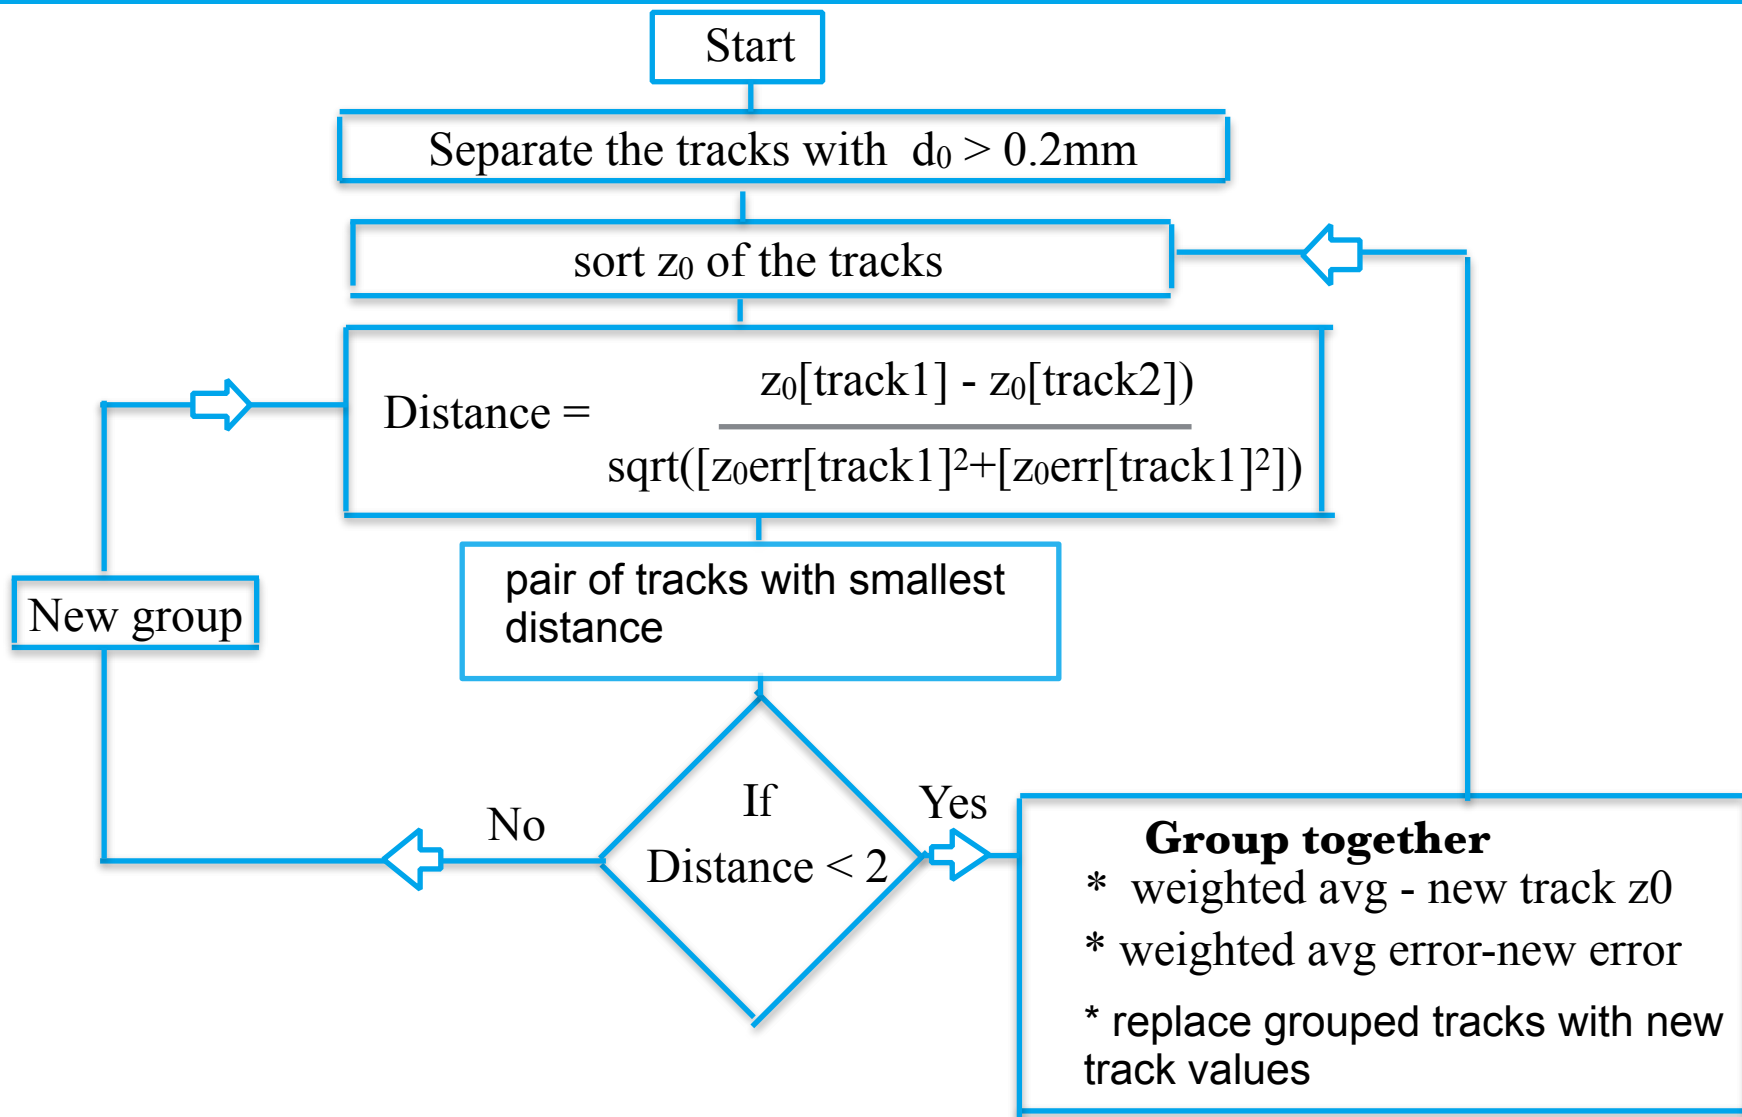 Start
Separate the tracks with d₀ > 0.2mm
sort z₀ of the tracks
z₀[track1] - z₀[track2])
Distance =
sqrt([z₀err[track1]²+[z₀err[track1]²])
pair of tracks with smallest
distance
New group
If
Distance < 2
No
Yes
Group together
* weighted avg - new track z0
* weighted avg error-new error
* replace grouped tracks with new
track values